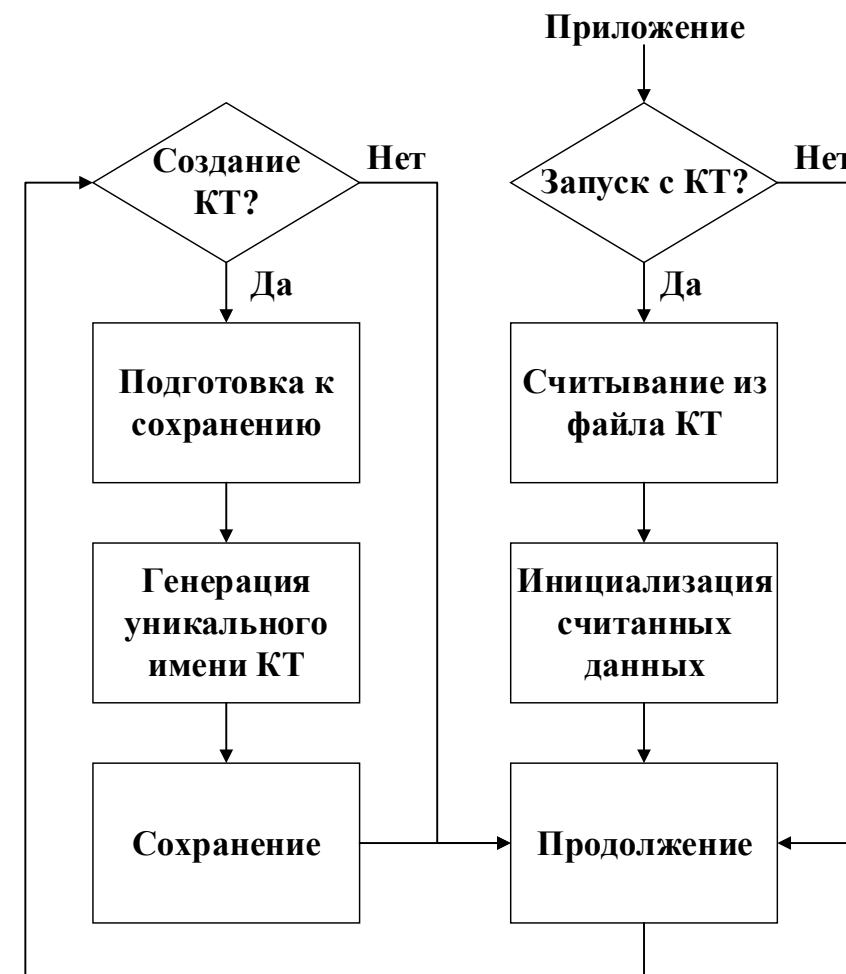 Приложение
Создание
КТ?
Нет
Запуск с КТ?
Нет
Да
Да
Подготовка к
сохранению
Считывание из
файла КТ
Генерация
уникального
имени КТ
Инициализация
считанных
данных
Сохранение
Продолжение